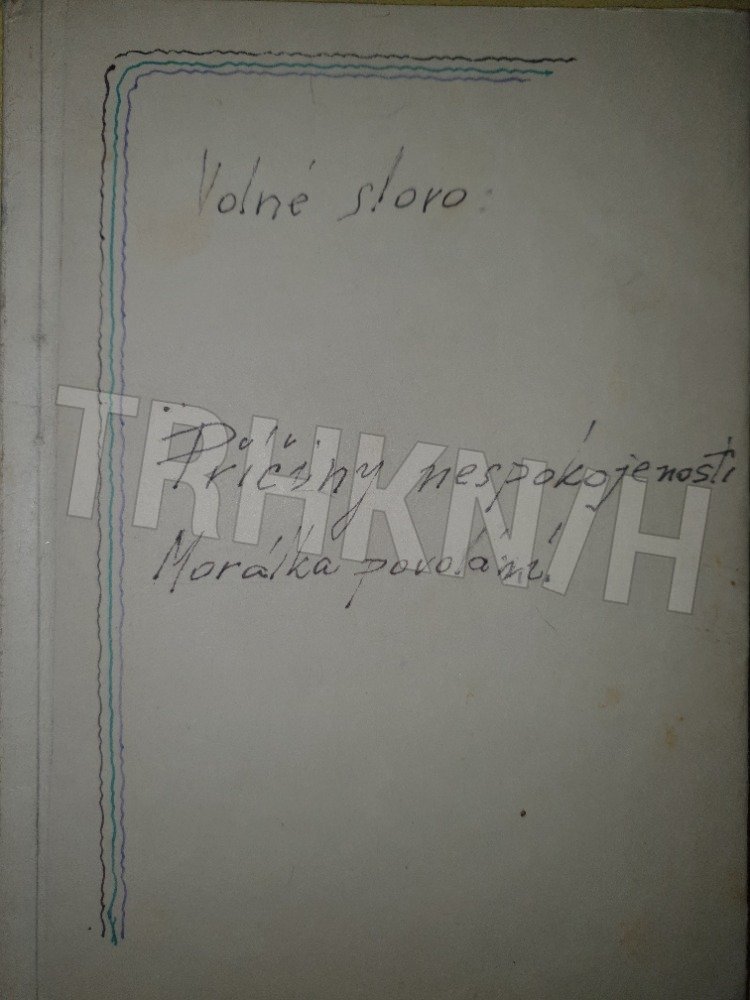 Volné slovo:
Příčiny nespokojenosti
Morálka povolání.
TRHKNIH